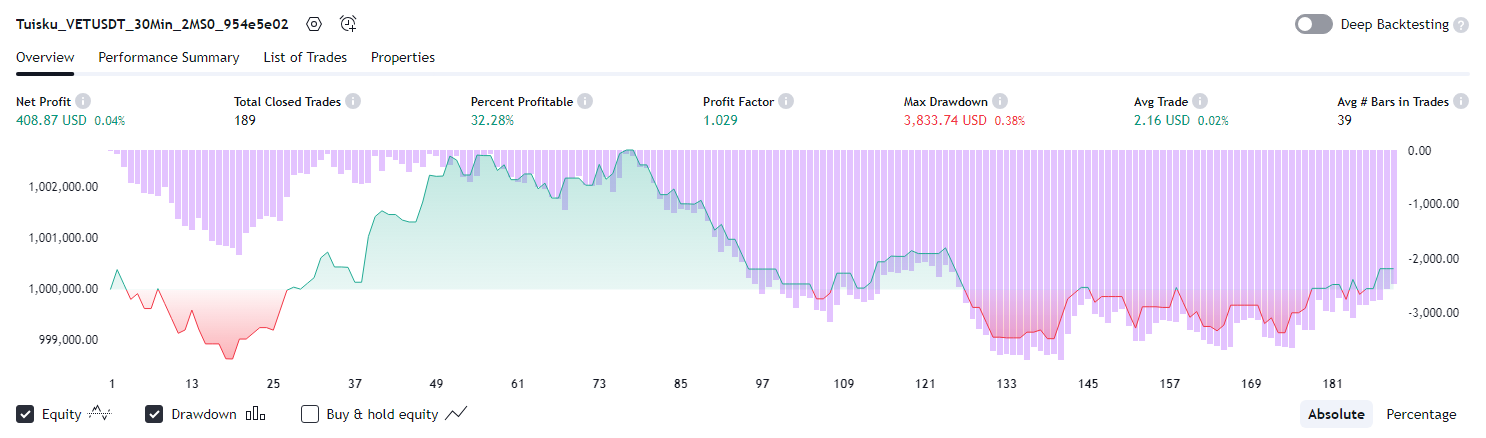 Tuisku_VETUSDT_30Min_2MS0_954e5e02
Deep Backtesting ?
Overview Performance Summary List of Trades Properties
Net Profit i Total Closed Trades i Percent Profitable i Profit Factor i Max Drawdown i Avg Trade i Avg # Bars in Trades i
408.87 USD 0.04% 189 32.28% 1.029 3,833.74 USD 0.38% 2.16 USD 0.02% 39
0.00
1,002,000.00
-1,000.00
1,001,000.00
-2,000.00
1,000,000.00
-3,000.00
999,000.00
1 13 25 37 49 61 73 85 97 109 121 133 145 157 169 181
Equity Drawdown Buy & hold equity Absolute Percentage